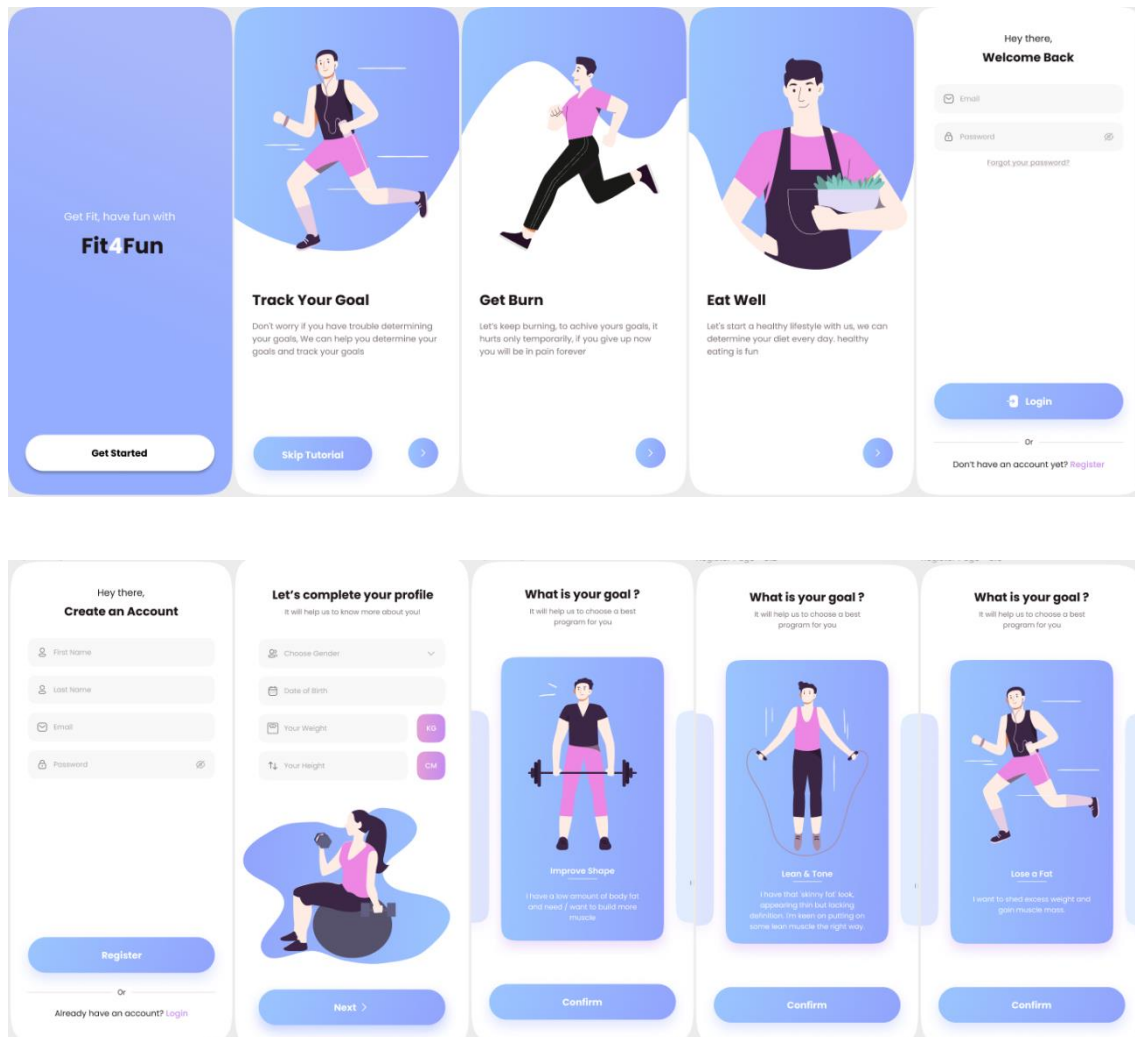 Get Fit, have fun with
Fit4Fun
Get Started
Track Your Goal
Don't worry if you have trouble determining
your goals, We can help you determine your
goals and track your goals
Skip Tutorial
Get Burn
Let's keep burning, to achive yours goals, it
hurts only temporarily, if you give up now
you will be in pain forever
Eat Well
Let's start a healthy lifestyle with us, we can
determine your diet every day. healthy
eating is fun
Hey there,
Welcome Back
Email
Password
Forgot your password?
Login
Or
Don't have an account yet? Register
Hey there,
Create an Account
First Name
Last Name
Email
Password
Register
Or
Already have an account? Login
Let's complete your profile
It will help us to know more about you!
Choose Gender
Date of Birth
Your Weight
KG
Your Height
CM
Next
What is your goal ?
It will help us to choose a best
program for you
Improve Shape
I have a low amount of body fat
and need / want to build more
muscle
Confirm
What is your goal ?
It will help us to choose a best
program for you
Lean & Tone
I have that 'skinny fat' look,
appearing thin but lacking
definition. I'm keen on putting on
some lean muscle the right way.
Confirm
What is your goal ?
It will help us to choose a best
program for you
Lose a Fat
I want to shed excess weight and
gain muscle mass
Confirm